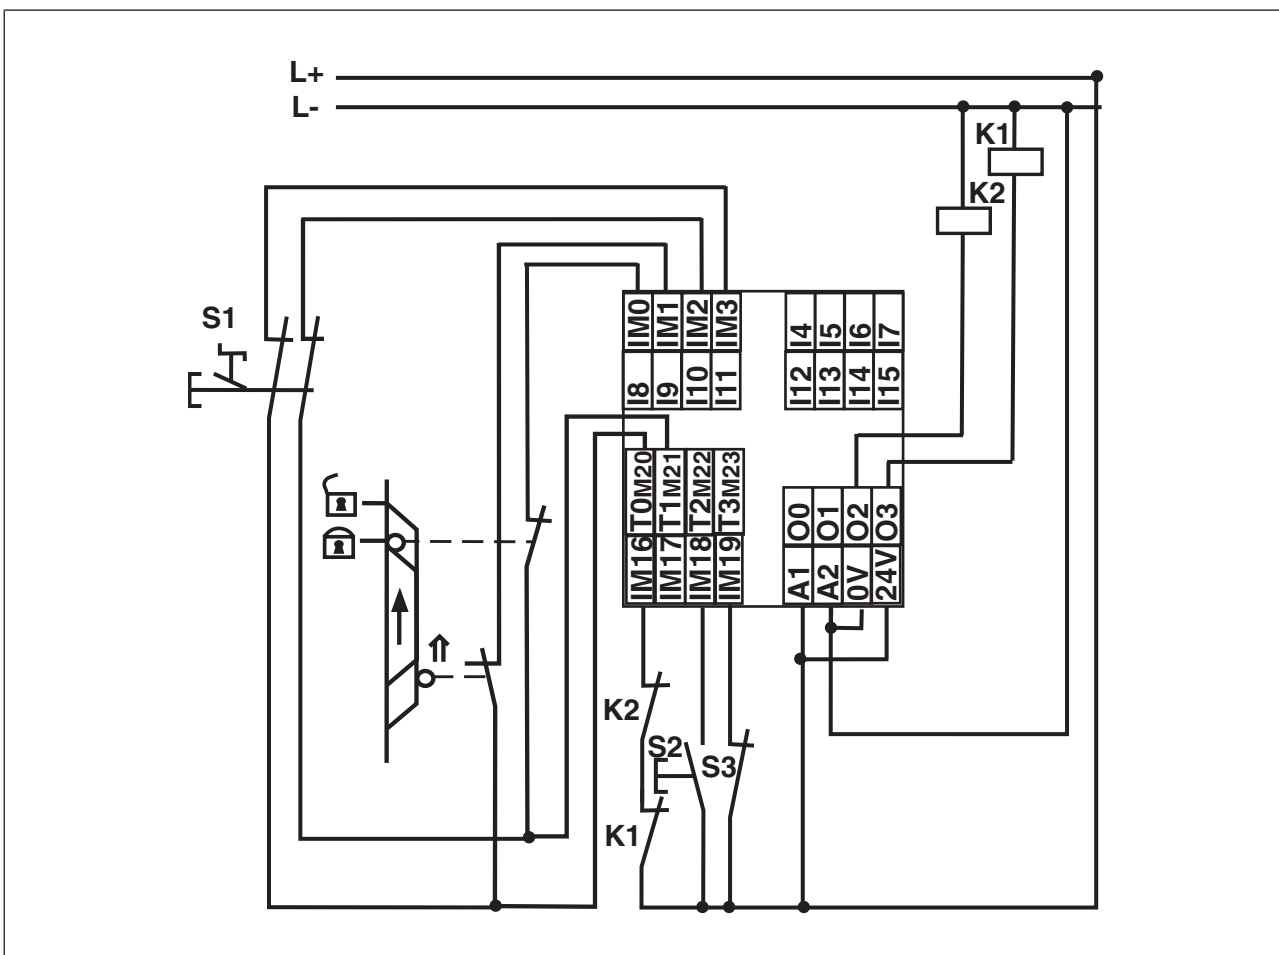 L+
L-
K1
K2
S1
IM0 IM1 IM2 IM3
I4 I5 I6 I7
I8 I9 I10 I11
I12 I13 I14 I15
T0M20 T1M21 T2M22 T3M23
IM16 IM17 IM18 IM19
O0 O1 O2 O3
A1 A2 0V 24V
K2
S2
S3
K1